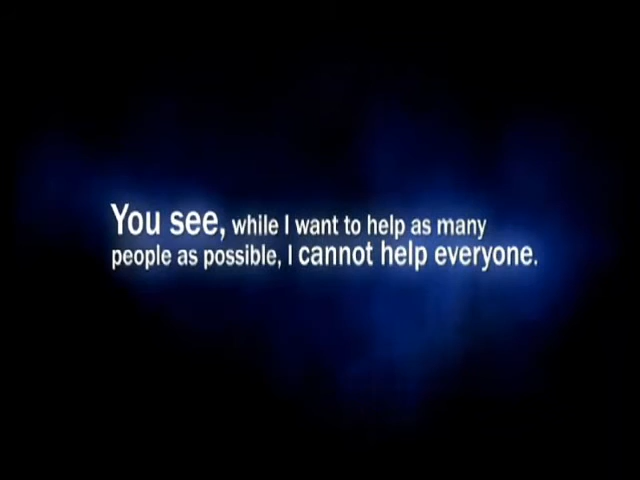 You see, while I want to help as many
people as possible, I cannot help everyone.